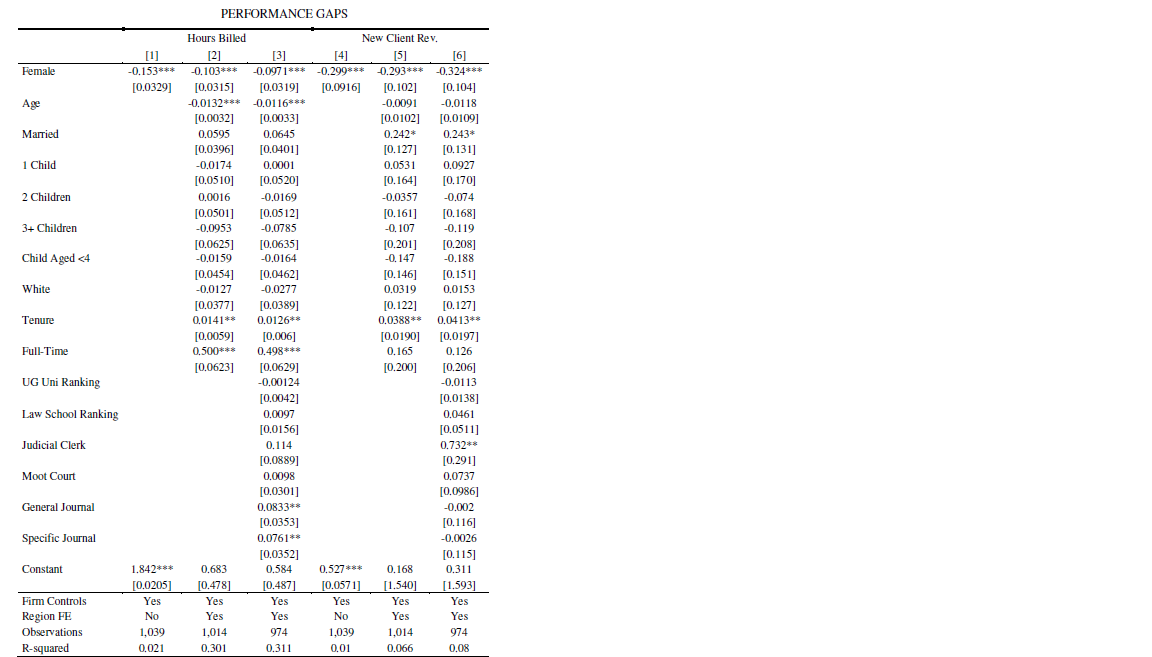 PERFORMANCE GAPS
Hours Billed New Client Rev.
[1] [2] [3] [4] [5] [6]
Female -0.153*** -0.103*** -0.0971*** -0.299*** -0.293*** -0.324***
[0.0329] [0.0315] [0.0319] [0.0916] [0.102] [0.104]
Age -0.0132*** -0.0116*** -0.0091 -0.0118
[0.0032] [0.0033] [0.0102] [0.0109]
Married 0.0595 0.0645 0.242* 0.243*
[0.0396] [0.0401] [0.127] [0.131]
1 Child -0.0174 0.0001 0.0531 0.0927
[0.0510] [0.0520] [0.164] [0.170]
2 Children 0.0016 -0.0169 -0.0357 -0.074
[0.0501] [0.0512] [0.161] [0.168]
3+ Children -0.0953 -0.0785 -0.107 -0.119
[0.0625] [0.0635] [0.201] [0.208]
Child Aged <4 -0.0159 -0.0164 -0.147 -0.188
[0.0454] [0.0462] [0.146] [0.151]
White -0.0127 -0.0277 0.0319 0.0153
[0.0377] [0.0389] [0.122] [0.127]
Tenure 0.0141** 0.0126** 0.0388** 0.0413**
[0.0059] [0.006] [0.0190] [0.0197]
Full-Time 0.500*** 0.498*** 0.165 0.126
[0.0623] [0.0629] [0.200] [0.206]
UG Uni Ranking -0.00124 -0.0113
[0.0042] [0.0138]
Law School Ranking 0.0097 0.0461
[0.0156] [0.0511]
Judicial Clerk 0.114 0.732**
[0.0889] [0.291]
Moot Court 0.0098 0.0737
[0.0301] [0.0986]
General Journal 0.0833** -0.002
[0.0353] [0.116]
Specific Journal 0.0761** -0.0026
[0.0352] [0.115]
Constant 1.842*** 0.683 0.584 0.527*** 0.168 0.311
[0.0205] [0.478] [0.487] [0.0571] [1.540] [1.593]
Firm Controls Yes Yes Yes Yes Yes Yes
Region FE No Yes Yes No Yes Yes
Observations 1,039 1,014 974 1,039 1,014 974
R-squared 0.021 0.301 0.311 0.01 0.066 0.08